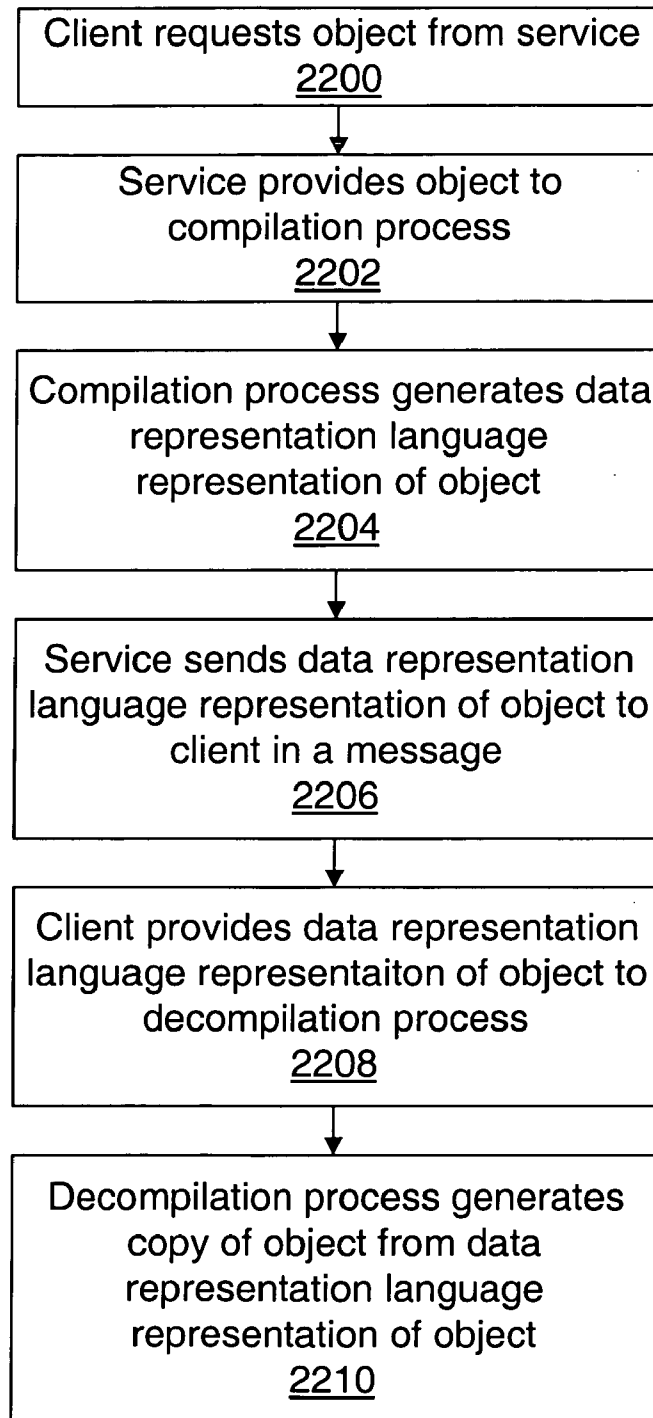 Client requests object from service
2200
Service provides object to
compilation process
2202
Compilation process generates data
representation language
representation of object
2204
Service sends data representation
language representation of object to
client in a message
2206
Client provides data representation
language representaiton of object to
decompilation process
2208
Decompilation process generates
copy of object from data
representation language
representation of object
2210